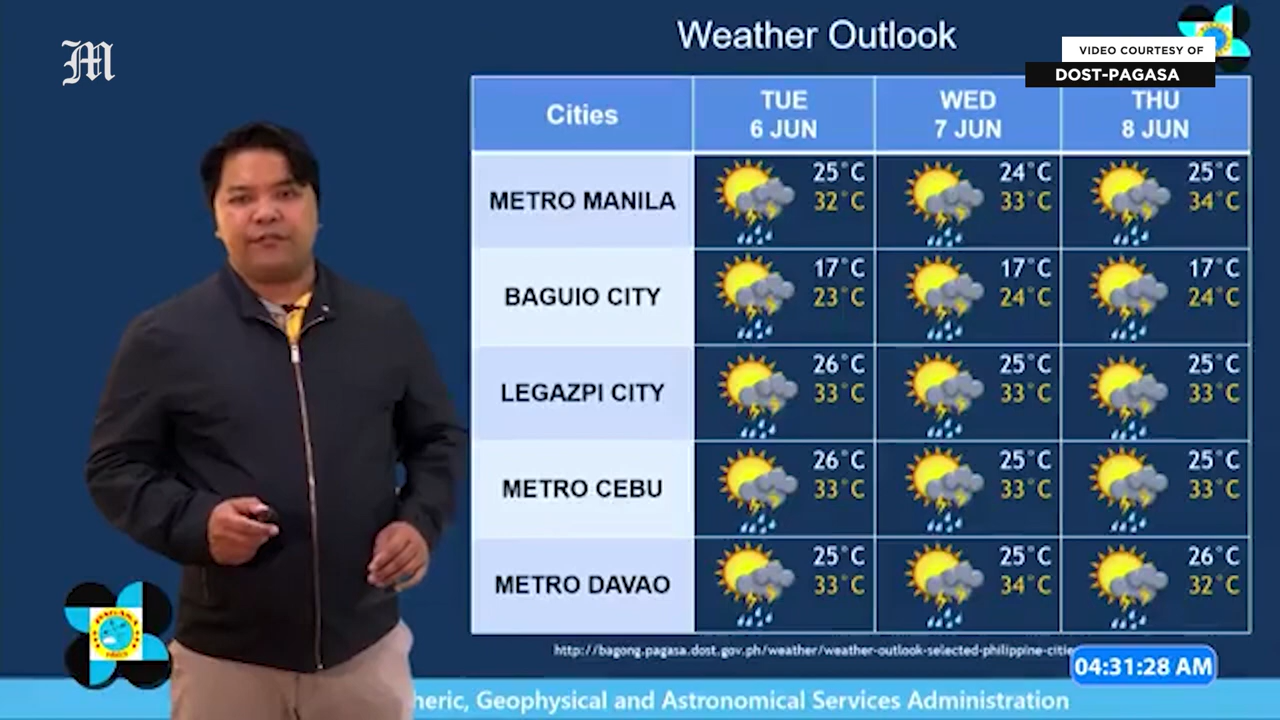 M
Weather Outlook
VIDEO COURTESY OF
DOST-PAGASA
Cities
TUE
6 JUN
WED
7 JUN
THU
8 JUN
METRO MANILA
25°C
32°C
24°C
33°C
25°C
34°C
BAGUIO CITY
17°C
23°C
17°C
24°C
17°C
24°C
LEGAZPI CITY
26°C
33°C
25°C
33°C
25°C
33°C
METRO CEBU
26°C
33°C
25°C
33°C
25°C
33°C
METRO DAVAO
25°C
33°C
25°C
34°C
26°C
32°C
http://bagong.pagasa.dost.gov.ph/weather/weather-outlook-selected-philippine-citie
04:31:28 AM
heric, Geophysical and Astronomical Services Administration